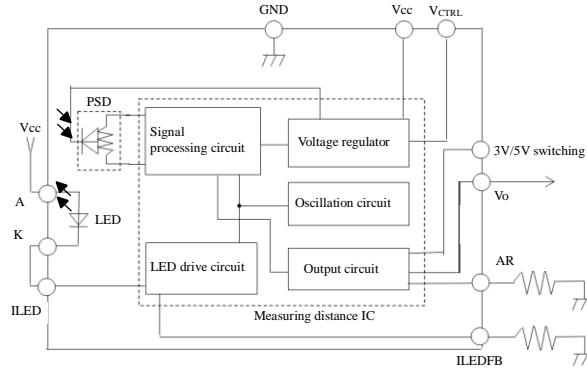 GND
Vcc
VCTRL
PSD
Vcc
Signal
processing circuit
Voltage regulator
3V/5V switching
A
Vo
LED
Oscillation circuit
K
LED drive circuit
Output circuit
AR
ILED
Measuring distance IC
ILEDFB